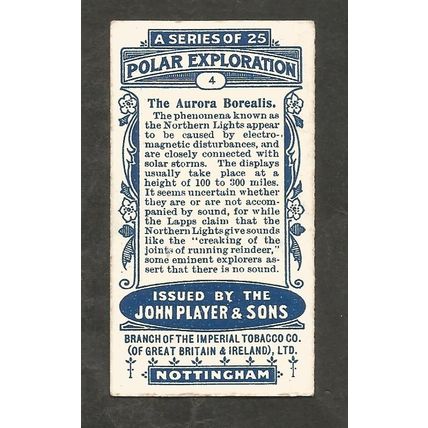 A SERIES OF 25
POLAR EXPLORATION
4
The Aurora Borealis.
The phenomena known as
the Northern Lights appear
to be caused by electro-
magnetic disturbances, and
are closely connected with
solar storms. The displays
usually take place at a
height of 100 to 300 miles.
It seems uncertain whether
they are or are not accom-
panied by sound, for while
the Lapps claim that the
Northern Lights give sounds
like the "creaking of the
joints of running reindeer,"
some eminent explorers as-
sert that there is no sound.
ISSUED BY THE
JOHN PLAYER & SONS
BRANCH OF THE IMPERIAL TOBACCO CO.
(OF GREAT BRITAIN & IRELAND), LTD.
NOTTINGHAM